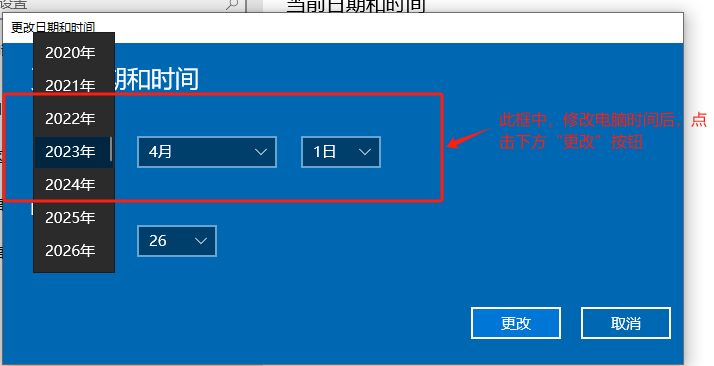 设置
当前日期和时间
更改日期和时间
期和时间
2020年
2021年
2022年
2023年
2024年
2025年
2026年
4月
1日
26
此框中，修改电脑时间后，点
击下方“更改”按钮
更改
取消